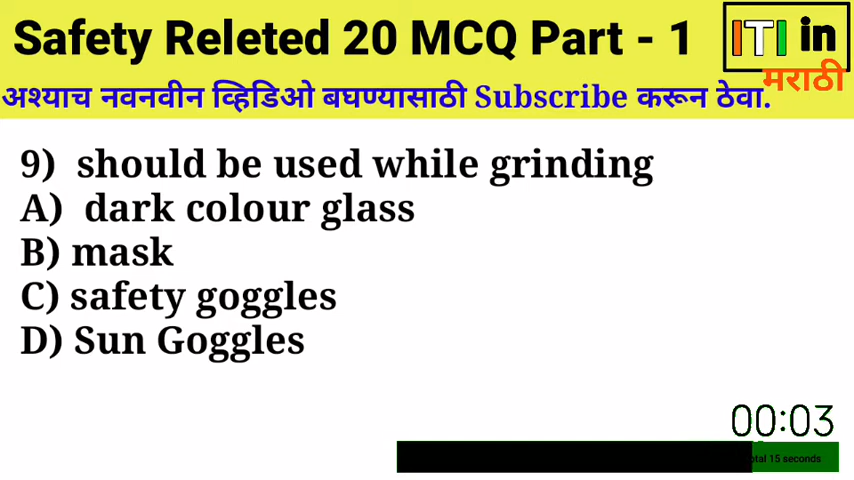 Safety Releted 20 MCQ Part - 1
ITI in
मराठी
अश्याच नवनवीन व्हिडिओ बघण्यासाठी Subscribe करून ठेवा.
9) should be used while grinding
A) dark colour glass
B) mask
C) safety goggles
D) Sun Goggles
00:03
15 seconds